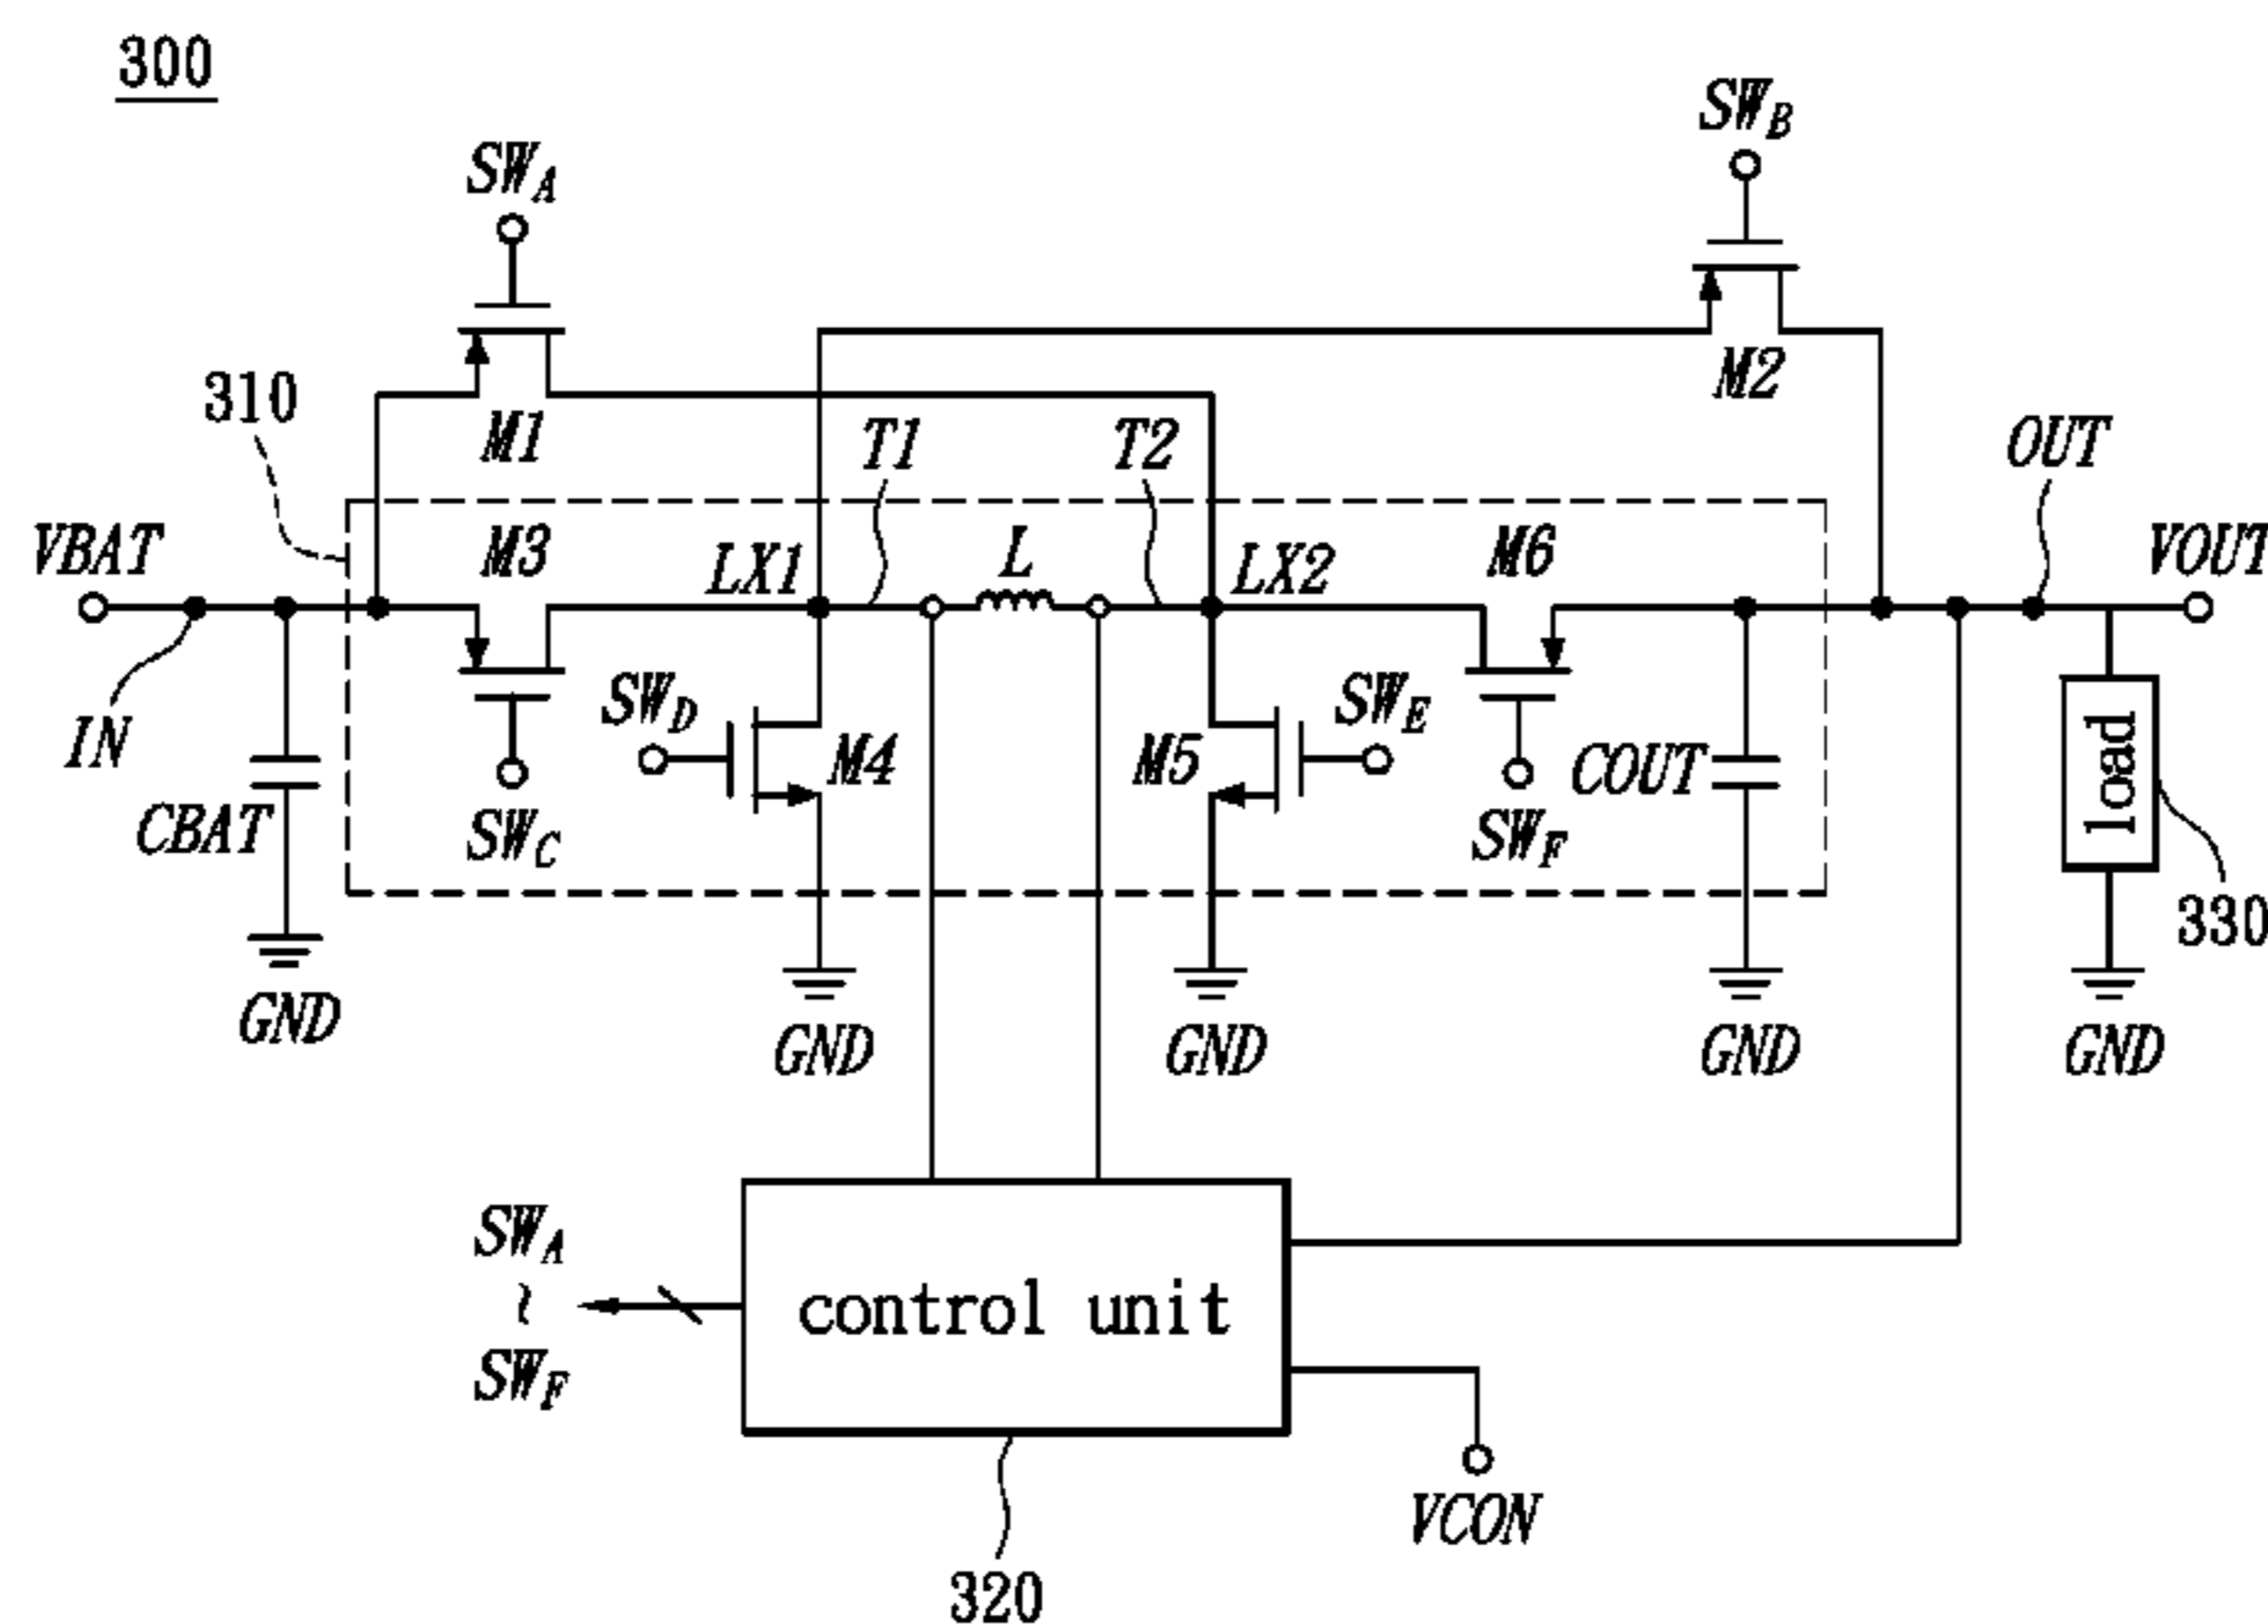 300
SWB
SWA
310
M1
M2
T1
T2
OUT
VBAT
M3
LX1
L
LX2
M6
VOUT
IN
SWD
M4
M5
SWE
COUT
load
CBAT
SWC
SWF
330
GND
GND
GND
GND
GND
SWA
~
SWF
control unit
VCON
320